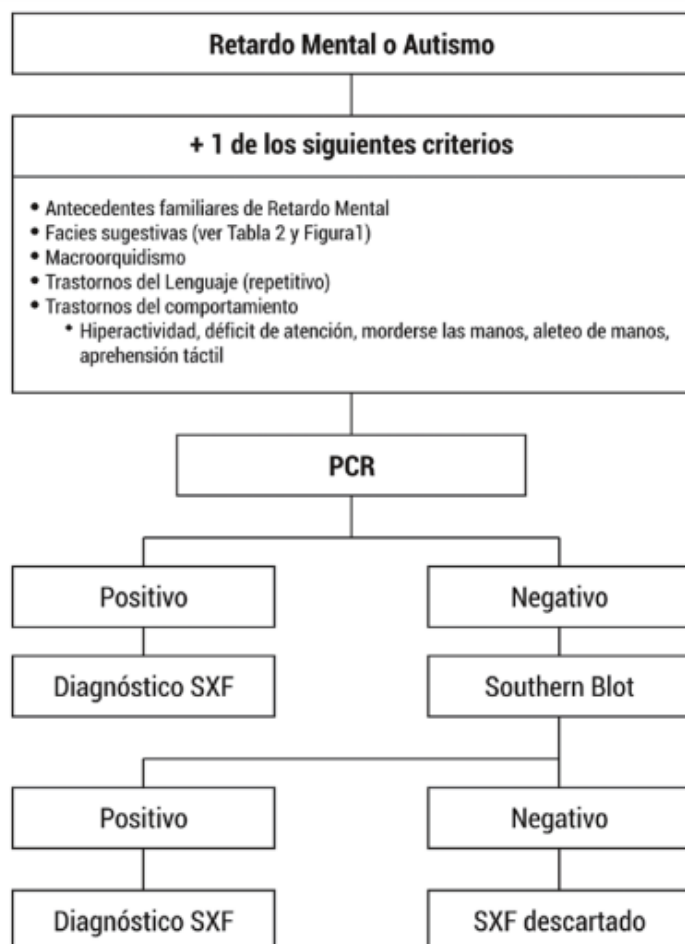 Retardo Mental o Autismo
+ 1 de los siguientes criterios
• Antecedentes familiares de Retardo Mental
• Facies sugestivas (ver Tabla 2 y Figura1)
• Macroorquidismo
• Trastornos del Lenguaje (repetitivo)
• Trastornos del comportamiento
• Hiperactividad, déficit de atención, morderse las manos, aleteo de manos,
aprehensión táctil
PCR
Positivo
Negativo
Diagnóstico SXF
Southern Blot
Positivo
Negativo
Diagnóstico SXF
SXF descartado